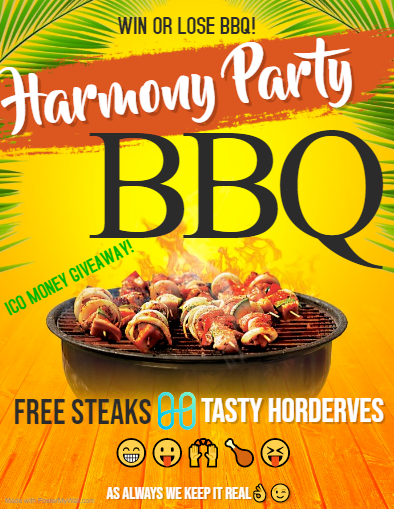 WIN OR LOSE BBQ!
Harmony Party
BBQ
ICO MONEY GIVEAWAY!
FREE STEAKS TASTY HORDERVES
😁😛🙌🍗😝
AS ALWAYS WE KEEP IT REAL👌😉